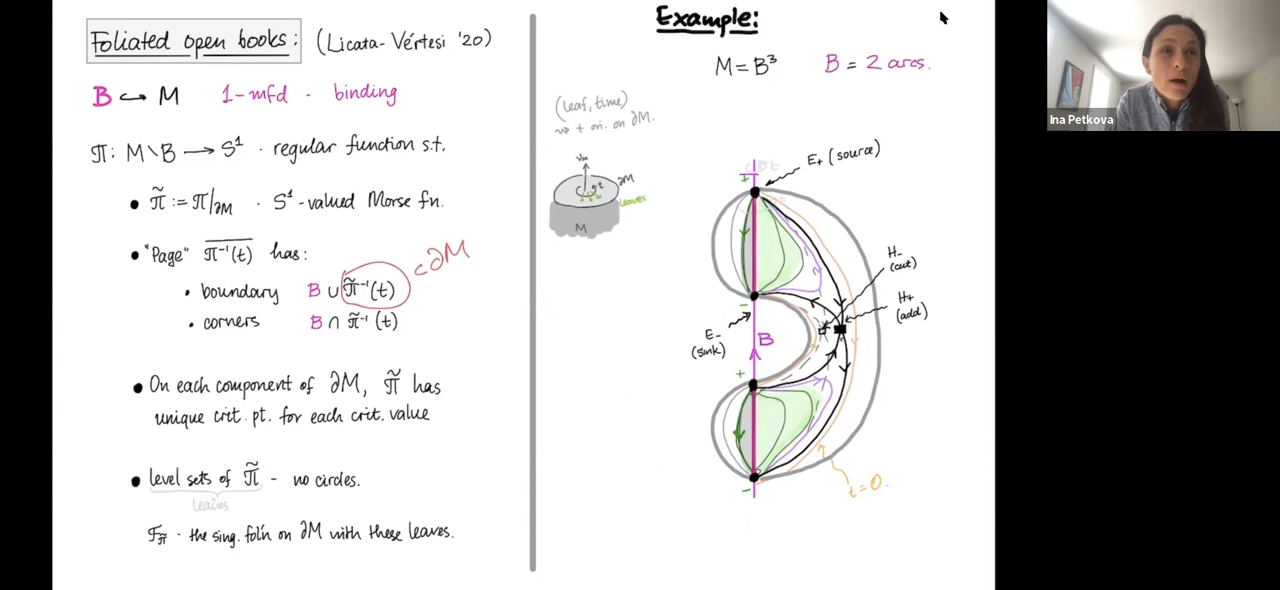 Foliated open books: (Licata-Vértesi '20)
B ↪ M 1-mfd - binding
π: M∖B → S¹ · regular function s.t.
• π̃ := π|∂M · S¹-valued Morse fn.
• "Page" π⁻¹(t) has:
⊂ ∂M
• boundary B ∪ π̃⁻¹(t)
• corners B ∩ π̃⁻¹(t)
• On each component of ∂M, π̃ has
unique crit. pt. for each crit. value
• level sets of π̃ - no circles.
leaves
F_π̃ - the sing. fol'n on ∂M with these leaves.
Example:
M = B³ B = 2 arcs.
(leaf, time)
⇝ + ori. on ∂M.
t
∂M
leaves
M
E+ (source)
+
H-
(cut)
H+
(add)
-
E-
(sink)
B
+
-
t=0.
Ina Petkova